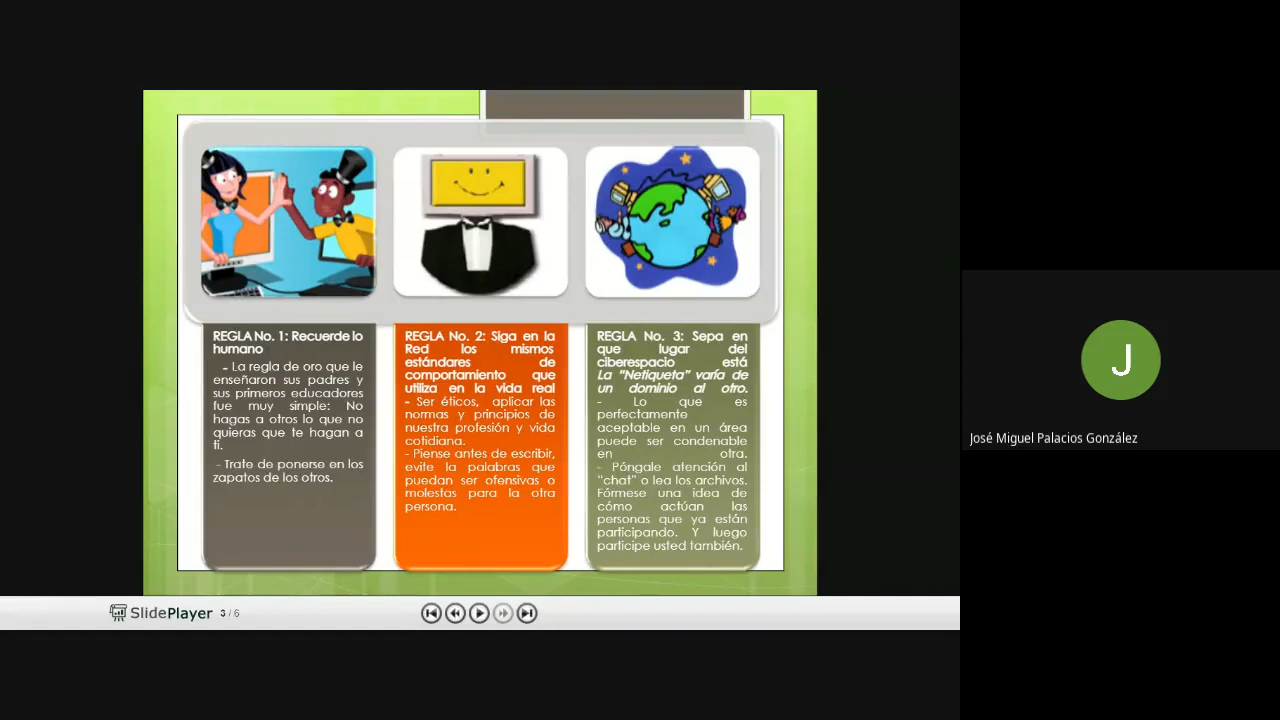 REGLA No. 1: Recuerde lo
humano
- La regla de oro que le
enseñaron sus padres y
sus primeros educadores
fue muy simple: No
hagas a otros lo que no
quieras que te hagan a
ti.
- Trate de ponerse en los
zapatos de los otros.
REGLA No. 2: Siga en la
Red los mismos
estándares de
comportamiento que
utiliza en la vida real
- Ser éticos, aplicar las
normas y principios de
nuestra profesión y vida
cotidiana.
- Piense antes de escribir,
evite la palabras que
puedan ser ofensivas o
molestas para la otra
persona.
REGLA No. 3: Sepa en
que lugar del
ciberespacio está
La "Netiqueta" varía de
un dominio al otro.
- Lo que es
perfectamente
aceptable en un área
puede ser condenable
en otra.
- Póngale atención al
"chat" o lea los archivos.
Fórmese una idea de
cómo actúan las
personas que ya están
participando. Y luego
participe usted también.
SlidePlayer 3 / 6
J
José Miguel Palacios González